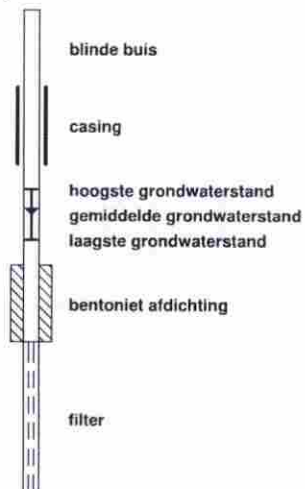 blinde buis
casing
hoogste grondwaterstand
gemiddelde grondwaterstand
laagste grondwaterstand
bentoniet afdichting
filter